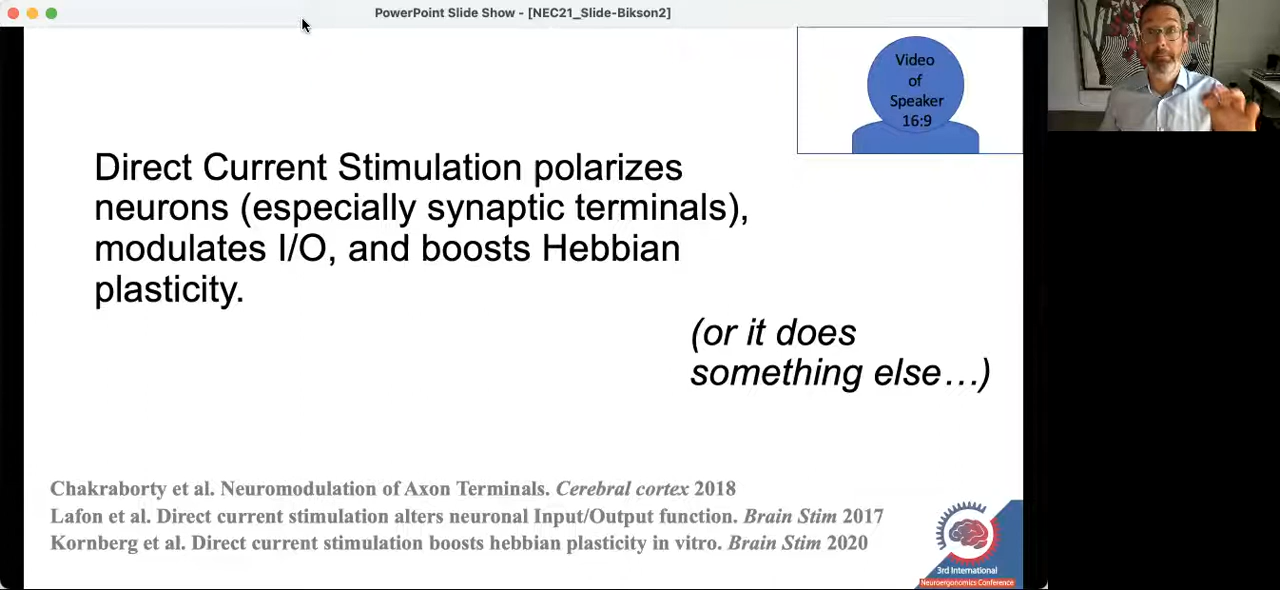 PowerPoint Slide Show - [NEC21_Slide-Bikson2]
Video
of
Speaker
16:9
Direct Current Stimulation polarizes
neurons (especially synaptic terminals),
modulates I/O, and boosts Hebbian
plasticity.
(or it does
something else…)
Chakraborty et al. Neuromodulation of Axon Terminals. Cerebral cortex 2018
Lafon et al. Direct current stimulation alters neuronal Input/Output function. Brain Stim 2017
Kornberg et al. Direct current stimulation boosts hebbian plasticity in vitro. Brain Stim 2020
3rd International
Neuroergonomics Conference